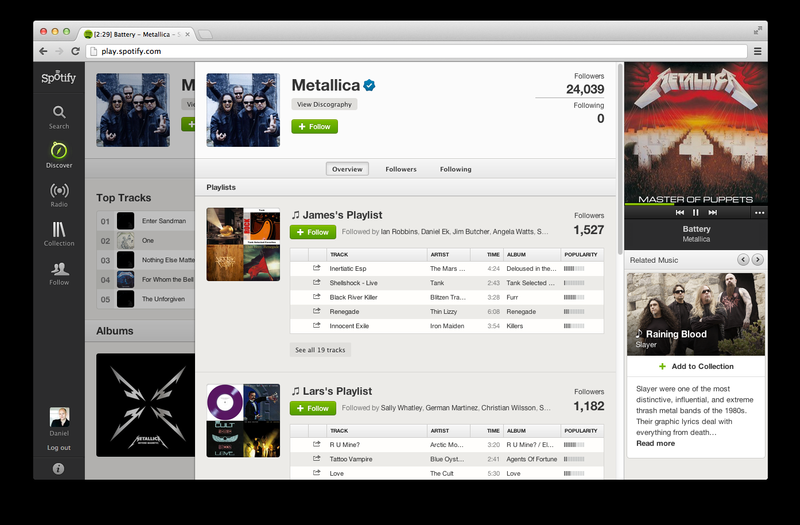 [2:29] Battery – Metallica - S
play.spotify.com
Spotify
Search
Discover
Radio
Collection
Follow
Daniel
Log out
M
Top Tracks
01 Enter Sandman
02 One
03 Nothing Else Matte
04 For Whom the Bell
05 The Unforgiven
Albums
METALLICA
Metallica
View Discography
Follow
Followers
24,039
Following
0
Overview Followers Following
Playlists
James's Playlist
Follow
Followed by Ian Robbins, Daniel Ek, Jim Butcher, Angela Watts, S...
Followers
1,527
TRACK ARTIST TIME ALBUM POPULARITY
Inertiatic Esp The Mars ... 4:24 Deloused in the...
Shellshock - Live Tank 2:43 Tank Selected ...
Black River Killer Blitzen Tra... 3:28 Furr
Renegade Thin Lizzy 6:08 Renegade
Innocent Exile Iron Maiden 3:54 Killers
See all 19 tracks
Lars's Playlist
Follow
Followed by Sally Whatley, German Martinez, Christian Wilsson, S...
Followers
1,182
CULT
LOVE
TRACK ARTIST TIME ALBUM POPULARITY
R U Mine? Arctic Mo... 3:20 R U Mine? / El...
Tattoo Vampire Blue Oyst... 2:41 Agents Of Fortune
Love The Cult 5:30 Love
METALLICA
MASTER OF PUPPETS
Battery
Metallica
Related Music
Raining Blood
Slayer
Add to Collection
Slayer were one of the most
distinctive, influential, and extreme
thrash metal bands of the 1980s.
Their graphic lyrics deal with
everything from death...
Read more